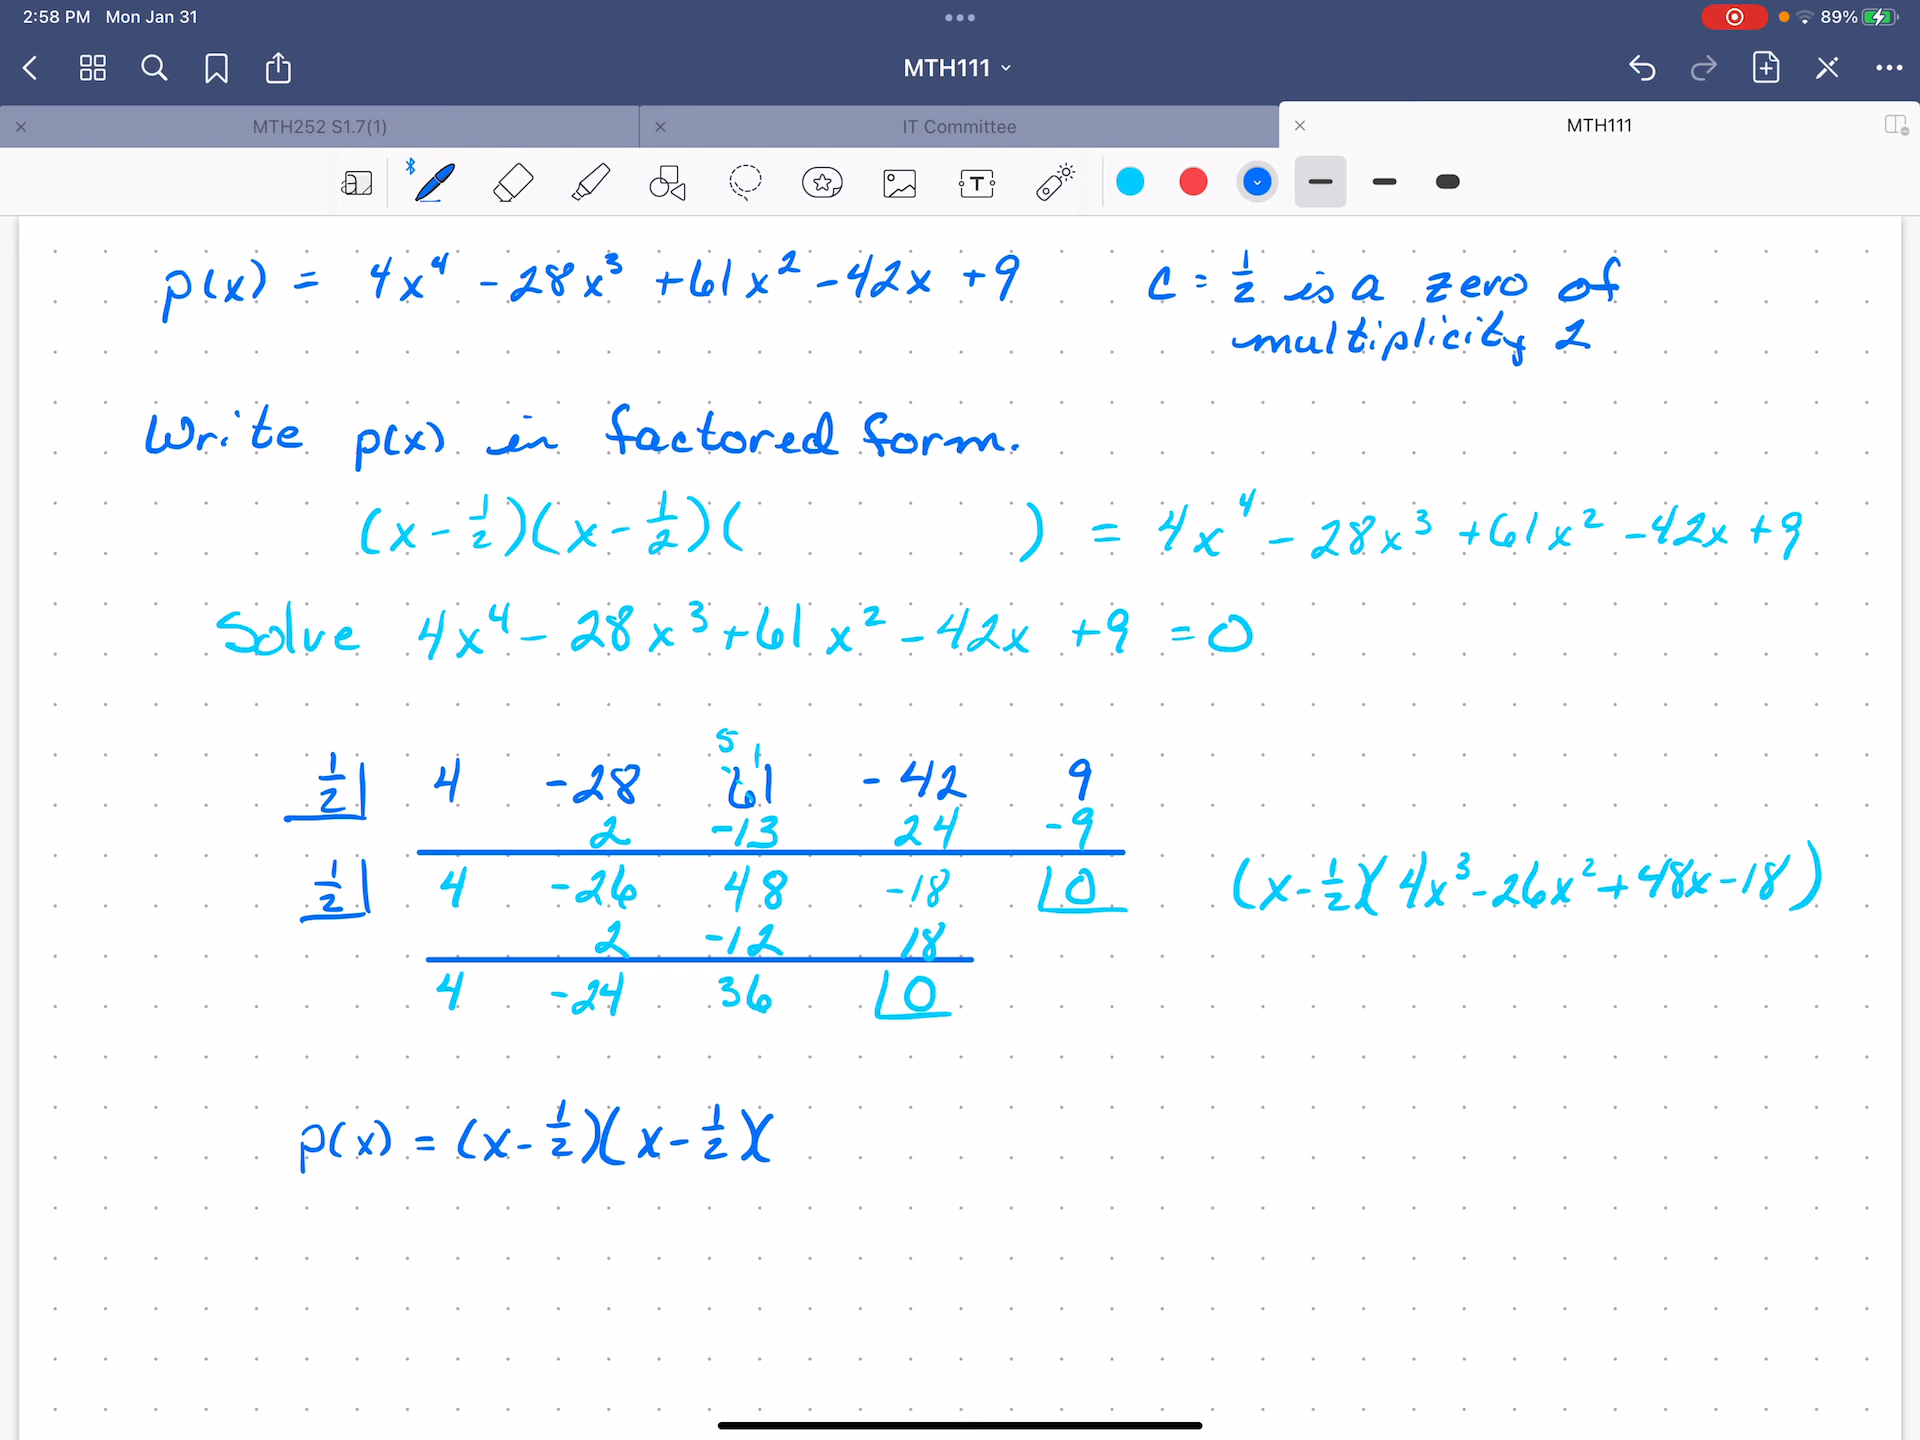 2:58 PM Mon Jan 31
89%
MTH111
MTH252 S1.7(1)
IT Committee
MTH111
p(x) = 4x⁴ - 28x³ + 61x² - 42x + 9
c = 1/2 is a zero of
multiplicity 2
Write p(x) in factored form.
(x - 1/2)(x - 1/2)( ) = 4x⁴ - 28x³ + 61x² - 42x + 9
Solve 4x⁴ - 28x³ + 61x² - 42x + 9 = 0
5 1
1/2 4 -28 61 -42 9
2 -13 24 -9
1/2 4 -26 48 -18 0 (x - 1/2)(4x³ - 26x² + 48x - 18)
2 -12 18
4 -24 36 0
p(x) = (x - 1/2)(x - 1/2)(